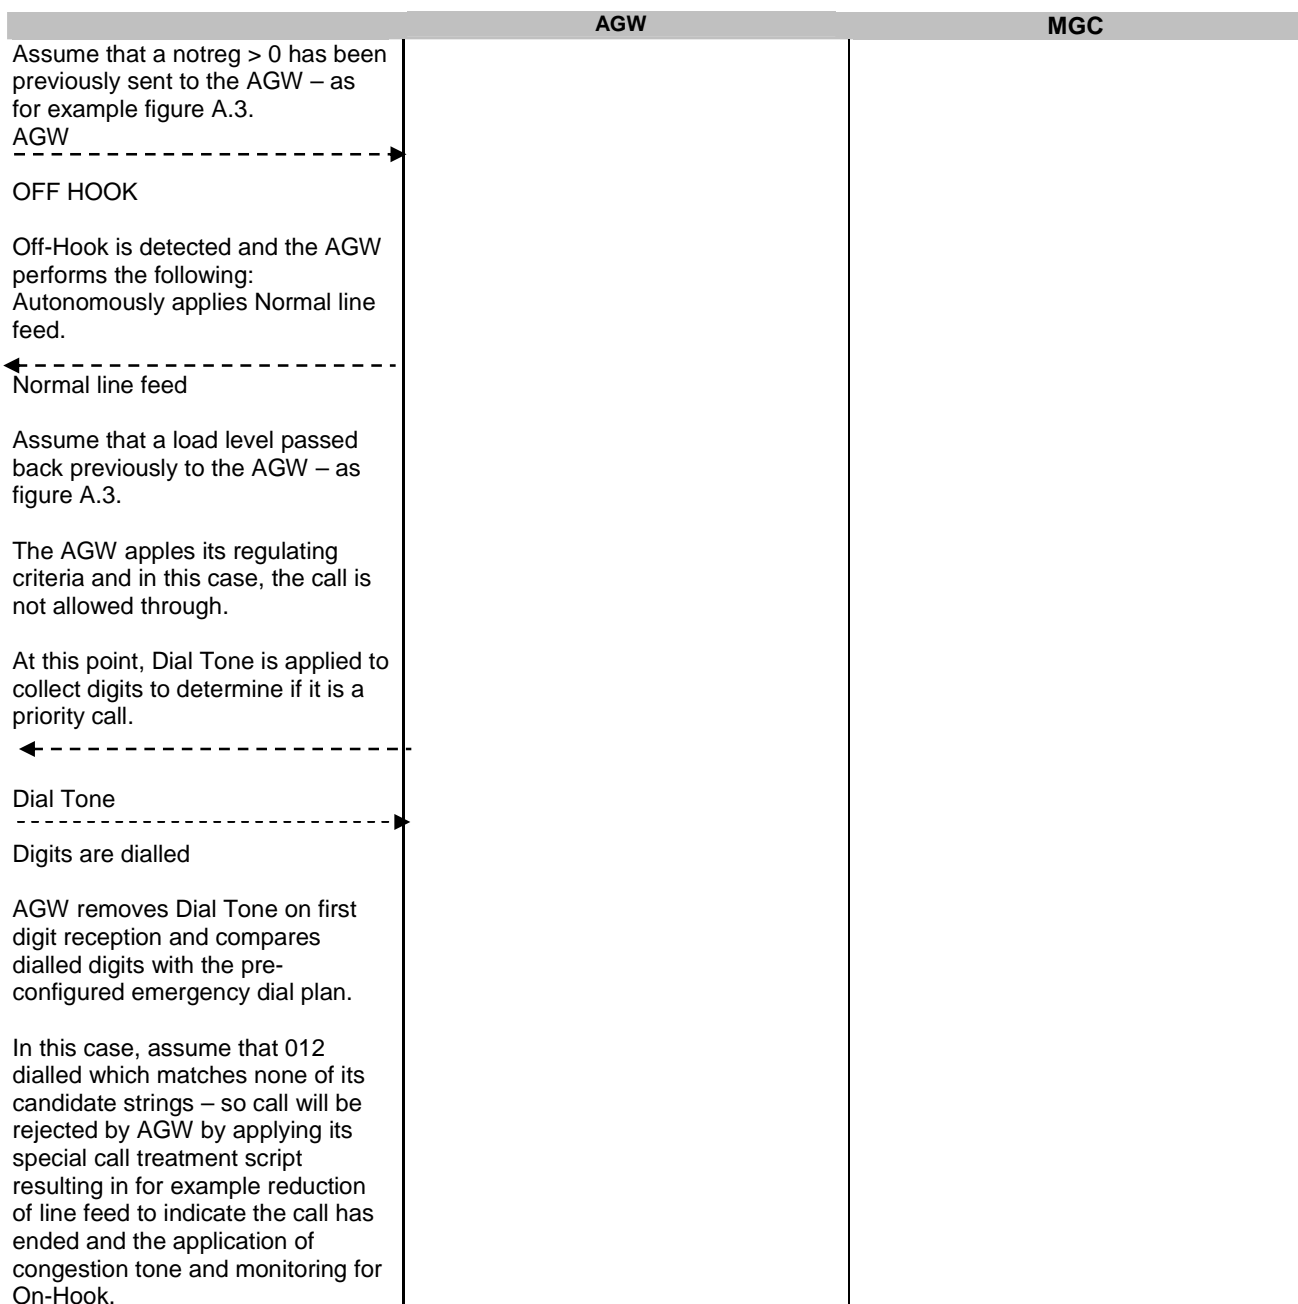 AGW
MGC
Assume that a notreg > 0 has been
previously sent to the AGW – as
for example figure A.3.
AGW
OFF HOOK
Off-Hook is detected and the AGW
performs the following:
Autonomously applies Normal line
feed.
Normal line feed
Assume that a load level passed
back previously to the AGW – as
figure A.3.
The AGW apples its regulating
criteria and in this case, the call is
not allowed through.
At this point, Dial Tone is applied to
collect digits to determine if it is a
priority call.
Dial Tone
Digits are dialled
AGW removes Dial Tone on first
digit reception and compares
dialled digits with the pre-
configured emergency dial plan.
In this case, assume that 012
dialled which matches none of its
candidate strings – so call will be
rejected by AGW by applying its
special call treatment script
resulting in for example reduction
of line feed to indicate the call has
ended and the application of
congestion tone and monitoring for
On-Hook.